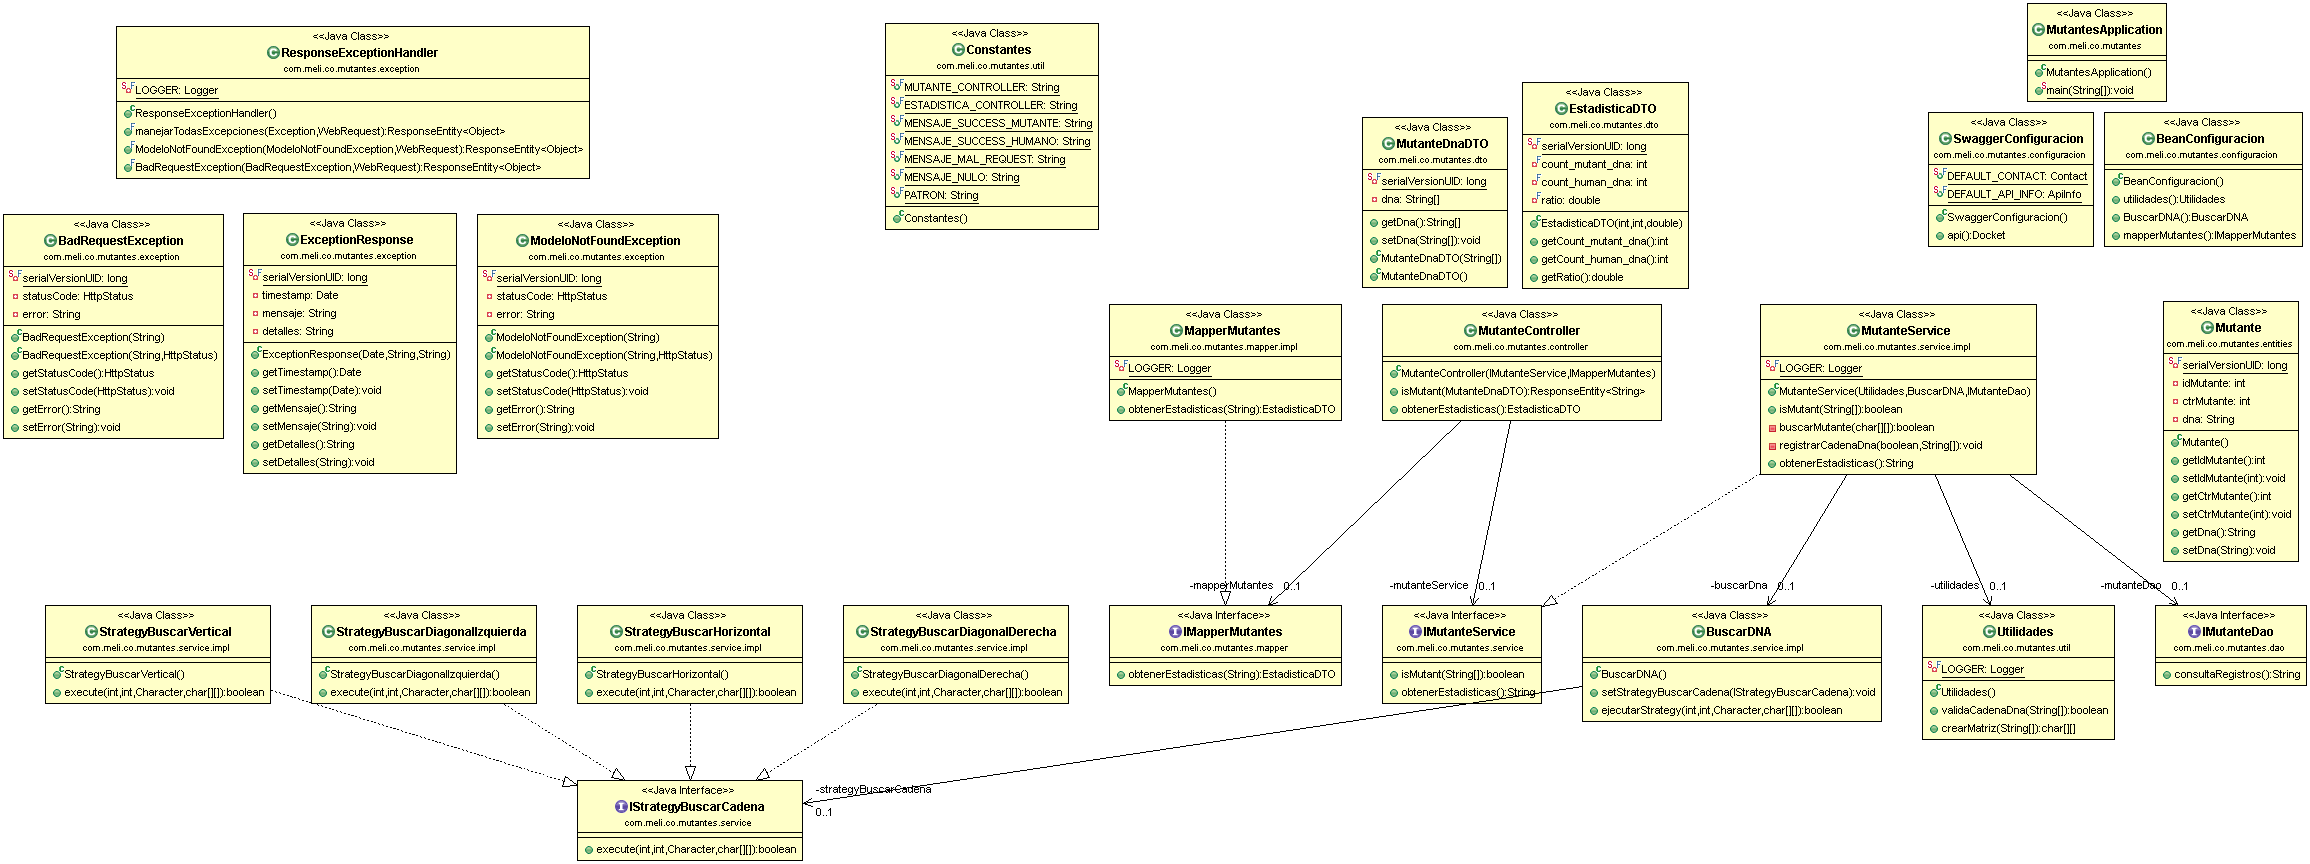 <<Java Class>>
ResponseExceptionHandler
com.meli.co.mutantes.exception
LOGGER: Logger
ResponseExceptionHandler()
manejarTodasExcepciones(Exception,WebRequest):ResponseEntity<Object>
ModeloNotFoundException(ModeloNotFoundException,WebRequest):ResponseEntity<Object>
BadRequestException(BadRequestException,WebRequest):ResponseEntity<Object>
<<Java Class>>
Constantes
com.meli.co.mutantes.util
MUTANTE_CONTROLLER: String
ESTADISTICA_CONTROLLER: String
MENSAJE_SUCCESS_MUTANTE: String
MENSAJE_SUCCESS_HUMANO: String
MENSAJE_MAL_REQUEST: String
MENSAJE_NULO: String
PATRON: String
Constantes()
<<Java Class>>
MutanteDnaDTO
com.meli.co.mutantes.dto
serialVersionUID: long
dna: String[]
getDna():String[]
setDna(String[]):void
MutanteDnaDTO(String[])
MutanteDnaDTO()
<<Java Class>>
EstadisticaDTO
com.meli.co.mutantes.dto
serialVersionUID: long
count_mutant_dna: int
count_human_dna: int
ratio: double
EstadisticaDTO(int,int,double)
getCount_mutant_dna():int
getCount_human_dna():int
getRatio():double
<<Java Class>>
MutantesApplication
com.meli.co.mutantes
MutantesApplication()
main(String[]):void
<<Java Class>>
SwaggerConfiguracion
com.meli.co.mutantes.configuracion
DEFAULT_CONTACT: Contact
DEFAULT_API_INFO: ApiInfo
SwaggerConfiguracion()
api():Docket
<<Java Class>>
BeanConfiguracion
com.meli.co.mutantes.configuracion
BeanConfiguracion()
utilidades():Utilidades
BuscarDNA():BuscarDNA
mapperMutantes():IMapperMutantes
<<Java Class>>
BadRequestException
com.meli.co.mutantes.exception
serialVersionUID: long
statusCode: HttpStatus
error: String
BadRequestException(String)
BadRequestException(String,HttpStatus)
getStatusCode():HttpStatus
setStatusCode(HttpStatus):void
getError():String
setError(String):void
<<Java Class>>
ExceptionResponse
com.meli.co.mutantes.exception
serialVersionUID: long
timestamp: Date
mensaje: String
detalles: String
ExceptionResponse(Date,String,String)
getTimestamp():Date
setTimestamp(Date):void
getMensaje():String
setMensaje(String):void
getDetalles():String
setDetalles(String):void
<<Java Class>>
ModeloNotFoundException
com.meli.co.mutantes.exception
serialVersionUID: long
statusCode: HttpStatus
error: String
ModeloNotFoundException(String)
ModeloNotFoundException(String,HttpStatus)
getStatusCode():HttpStatus
setStatusCode(HttpStatus):void
getError():String
setError(String):void
<<Java Class>>
MapperMutantes
com.meli.co.mutantes.mapper.impl
LOGGER: Logger
MapperMutantes()
obtenerEstadisticas(String):EstadisticaDTO
<<Java Class>>
MutanteController
com.meli.co.mutantes.controller
MutanteController(IMutanteService,IMapperMutantes)
isMutant(MutanteDnaDTO):ResponseEntity<String>
obtenerEstadisticas():EstadisticaDTO
<<Java Class>>
MutanteService
com.meli.co.mutantes.service.impl
LOGGER: Logger
MutanteService(Utilidades,BuscarDNA,IMutanteDao)
isMutant(String[]):boolean
buscarMutante(char[][]):boolean
registrarCadenaDna(boolean,String[]):void
obtenerEstadisticas():String
<<Java Class>>
Mutante
com.meli.co.mutantes.entities
serialVersionUID: long
idMutante: int
ctrMutante: int
dna: String
Mutante()
getIdMutante():int
setIdMutante(int):void
getCtrMutante():int
setCtrMutante(int):void
getDna():String
setDna(String):void
-mapperMutantes
0..1
-mutanteService
0..1
-buscarDna
0..1
-utilidades
0..1
-mutanteDao
0..1
<<Java Class>>
StrategyBuscarVertical
com.meli.co.mutantes.service.impl
StrategyBuscarVertical()
execute(int,int,Character,char[][]):boolean
<<Java Class>>
StrategyBuscarDiagonalIzquierda
com.meli.co.mutantes.service.impl
StrategyBuscarDiagonalIzquierda()
execute(int,int,Character,char[][]):boolean
<<Java Class>>
StrategyBuscarHorizontal
com.meli.co.mutantes.service.impl
StrategyBuscarHorizontal()
execute(int,int,Character,char[][]):boolean
<<Java Class>>
StrategyBuscarDiagonalDerecha
com.meli.co.mutantes.service.impl
StrategyBuscarDiagonalDerecha()
execute(int,int,Character,char[][]):boolean
<<Java Interface>>
IMapperMutantes
com.meli.co.mutantes.mapper
obtenerEstadisticas(String):EstadisticaDTO
<<Java Interface>>
IMutanteService
com.meli.co.mutantes.service
isMutant(String[]):boolean
obtenerEstadisticas():String
<<Java Class>>
BuscarDNA
com.meli.co.mutantes.service.impl
BuscarDNA()
setStrategyBuscarCadena(IStrategyBuscarCadena):void
ejecutarStrategy(int,int,Character,char[][]):boolean
<<Java Class>>
Utilidades
com.meli.co.mutantes.util
LOGGER: Logger
Utilidades()
validaCadenaDna(String[]):boolean
crearMatriz(String[]):char[][]
<<Java Interface>>
IMutanteDao
com.meli.co.mutantes.dao
consultaRegistros():String
<<Java Interface>>
IStrategyBuscarCadena
com.meli.co.mutantes.service
execute(int,int,Character,char[][]):boolean
-strategyBuscarCadena
0..1